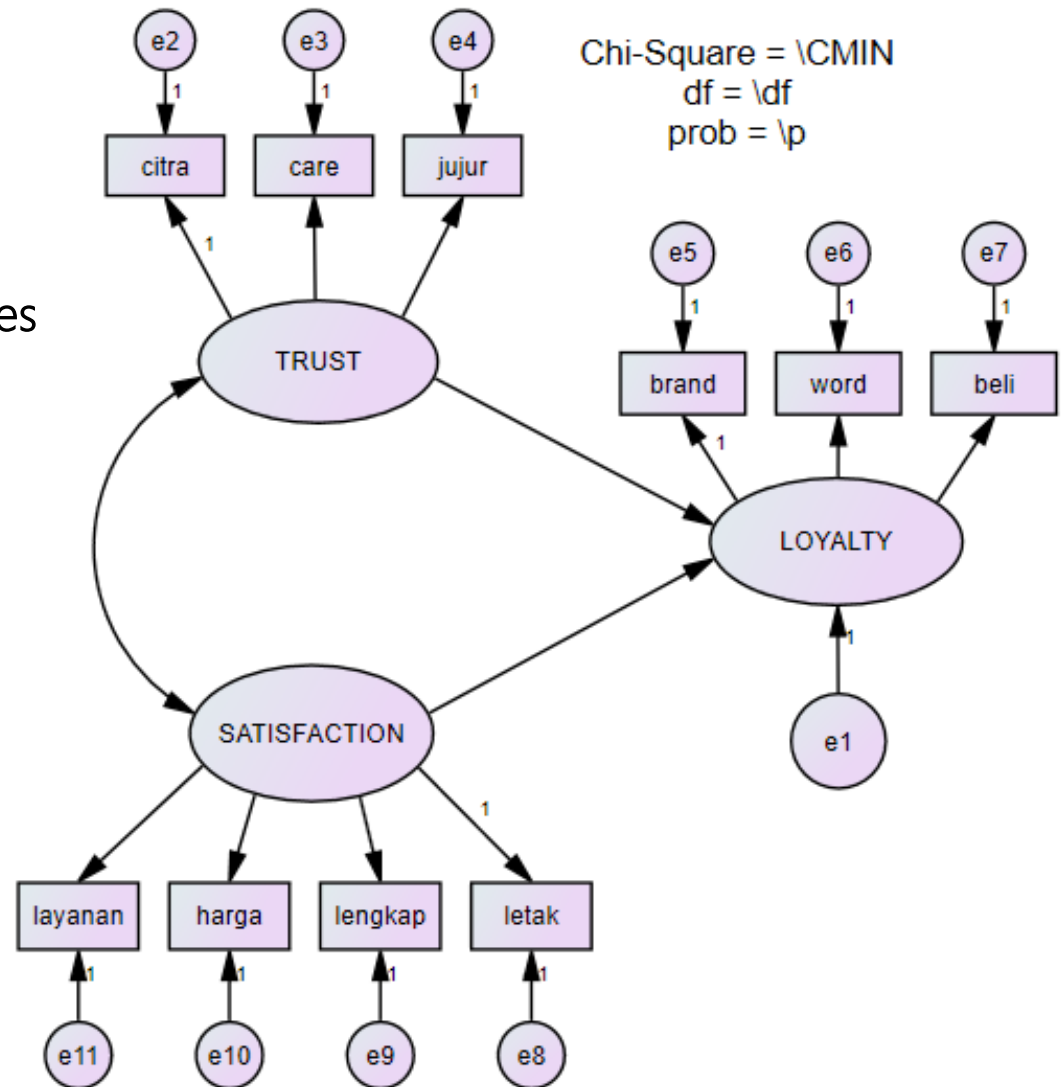 e2
e3
e4
Chi-Square = \CMIN
df = \df
prob = \p
1
1
1
citra
care
jujur
1
e5
e6
e7
es
1
1
1
TRUST
brand
word
beli
1
LOYALTY
1
SATISFACTION
e1
1
layanan
harga
lengkap
letak
1
1
1
1
e11
e10
e9
e8